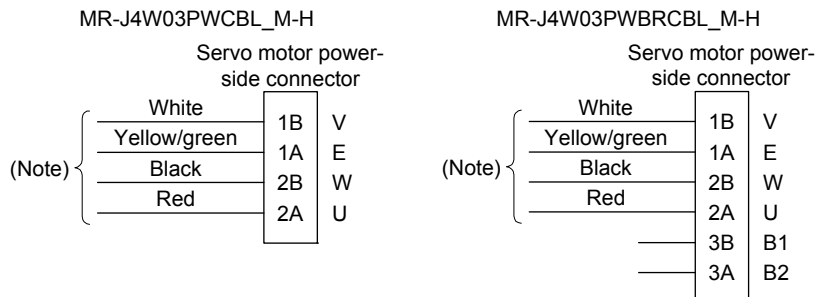 MR-J4W03PWCBL_M-H
Servo motor power-
side connector
(Note)
White 1B V
Yellow/green 1A E
Black 2B W
Red 2A U
MR-J4W03PWBRCBL_M-H
Servo motor power-
side connector
(Note)
White 1B V
Yellow/green 1A E
Black 2B W
Red 2A U
3B B1
3A B2